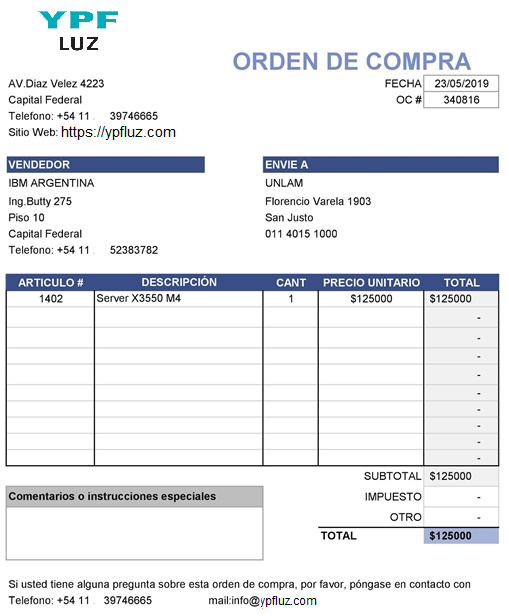 YPF
LUZ
ORDEN DE COMPRA
AV.Diaz Velez 4223
FECHA 23/05/2019
Capital Federal
OC # 340816
Telefono: +54 11 . 39746665
Sitio Web: https://ypfluz.com
VENDEDOR ENVIE A
IBM ARGENTINA UNLAM
Ing.Butty 275 Florencio Varela 1903
Piso 10 San Justo
Capital Federal 011 4015 1000
Telefono: +54 11 . 52383782
ARTICULO # DESCRIPCIÓN CANT PRECIO UNITARIO TOTAL
1402 Server X3550 M4 1 $125000 $125000
-
-
-
-
-
-
-
-
SUBTOTAL $125000
Comentarios o instrucciones especiales
IMPUESTO -
OTRO -
TOTAL $125000
Si usted tiene alguna pregunta sobre esta orden de compra, por favor, póngase en contacto con
Telefono: +54 11 . 39746665 mail:info@ypfluz.com